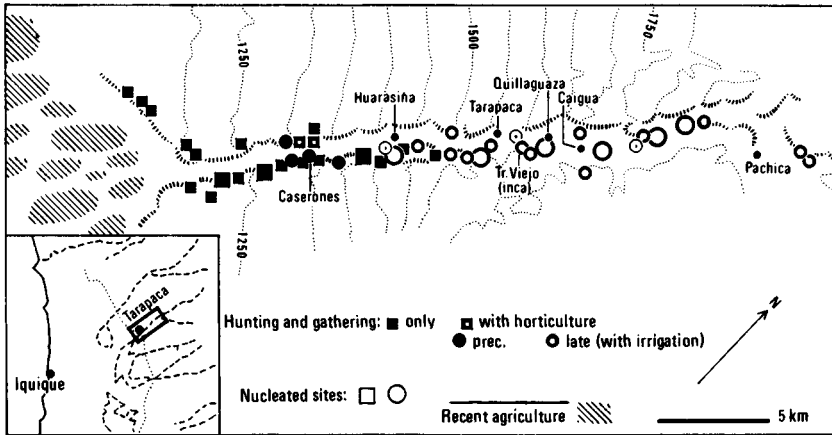 1250
1500
1750
Quillaguaza
Huarasiña
Tarapaca
Caigua
Caserones
Tr. Viejo
(inca)
Pachica
1250
Tarapaca
Iquique
N
Hunting and gathering: only with horticulture
prec. late (with irrigation)
Nucleated sites:
Recent agriculture
5 km